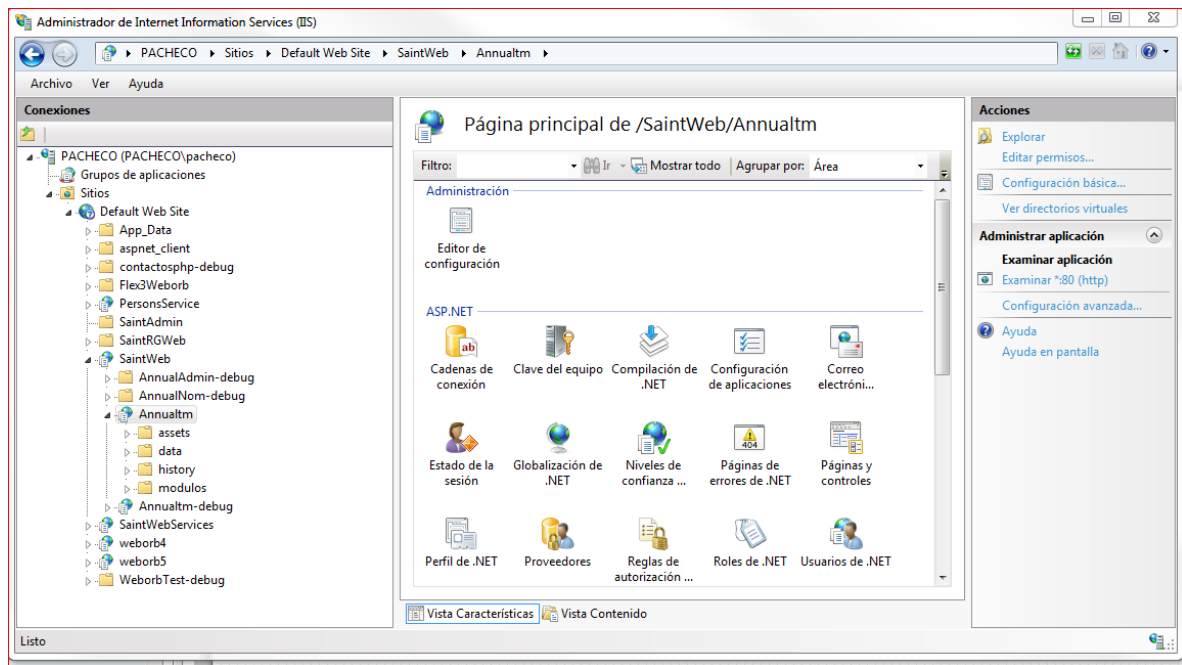 Administrador de Internet Information Services (IIS)
PACHECO Sitios Default Web Site SaintWeb Annualtm
Archivo Ver Ayuda
Conexiones
PACHECO (PACHECO\pacheco)
Grupos de aplicaciones
Sitios
Default Web Site
App_Data
aspnet_client
contactosphp-debug
Flex3Weborb
PersonsService
SaintAdmin
SaintRGWeb
SaintWeb
AnnualAdmin-debug
AnnualNom-debug
Annualtm
assets
data
history
modulos
Annualtm-debug
SaintWebServices
weborb4
weborb5
WeborbTest-debug
Página principal de /SaintWeb/Annualtm
Filtro: Ir Mostrar todo Agrupar por: Área
Administración
Editor de
configuración
ASP.NET
Cadenas de
conexión
Clave del equipo
Compilación de
.NET
Configuración
de aplicaciones
Correo
electróni...
Estado de la
sesión
Globalización de
.NET
Niveles de
confianza ...
404
Páginas de
errores de .NET
Páginas y
controles
Perfil de .NET
Proveedores
Reglas de
autorización ...
Roles de .NET
Usuarios de .NET
Vista Características Vista Contenido
Acciones
Explorar
Editar permisos...
Configuración básica...
Ver directorios virtuales
Administrar aplicación
Examinar aplicación
Examinar *:80 (http)
Configuración avanzada...
Ayuda
Ayuda en pantalla
Listo